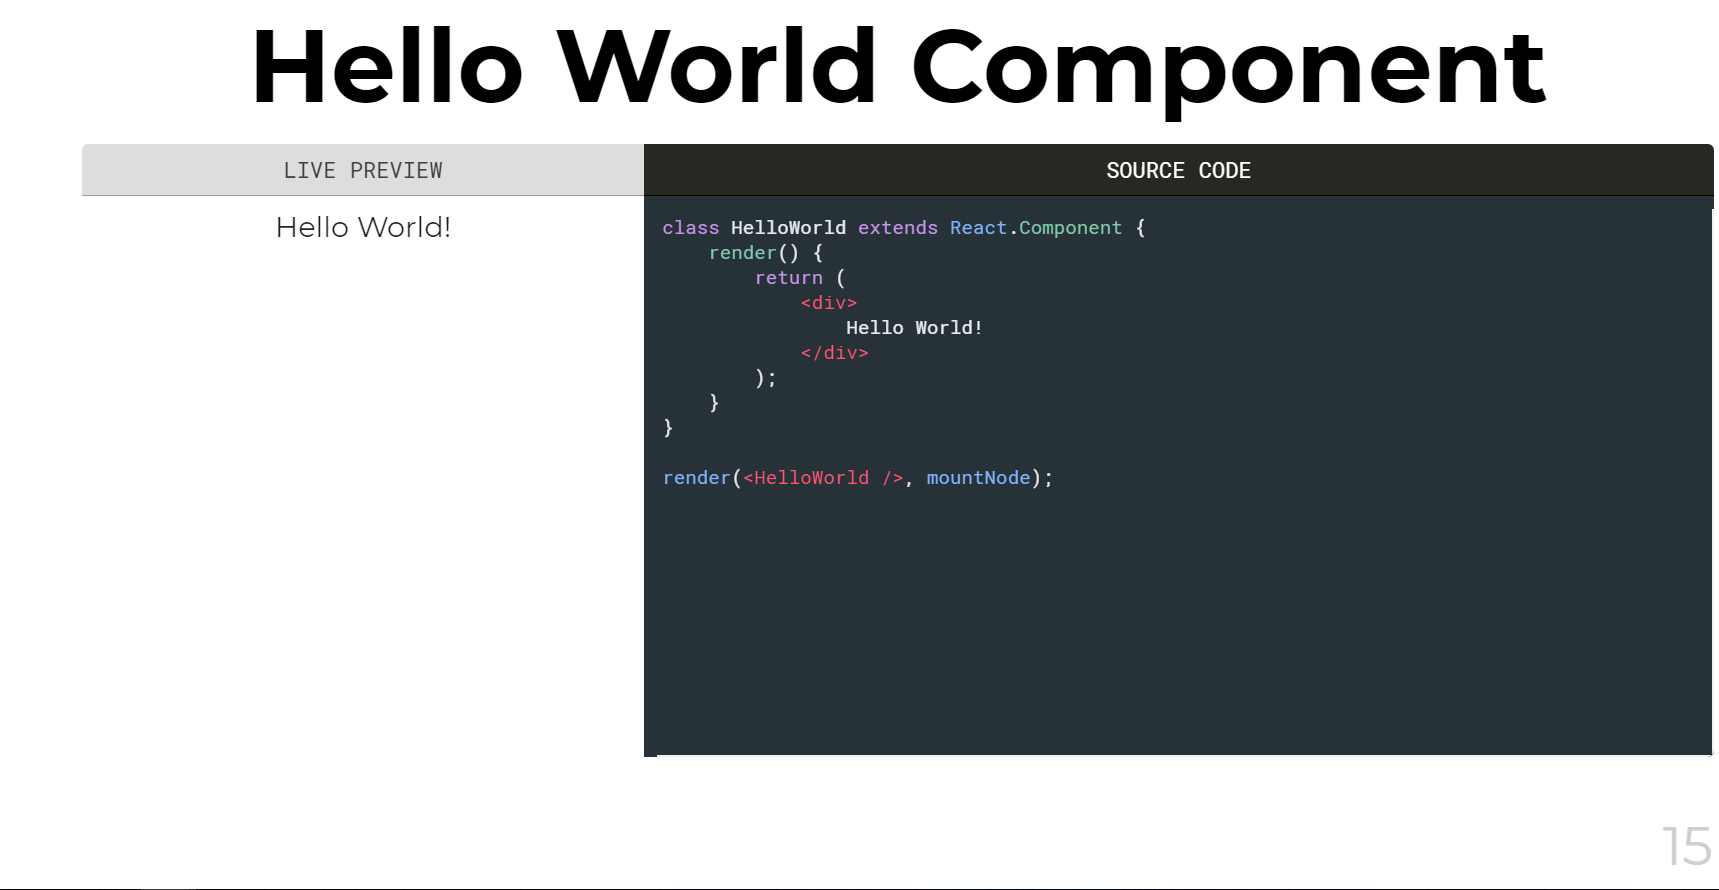 Hello World Component
LIVE PREVIEW
Hello World!
SOURCE CODE
class HelloWorld extends React.Component {
    render() {
        return (
            <div>
                Hello World!
            </div>
        );
    }
}
render(<HelloWorld />, mountNode);
15